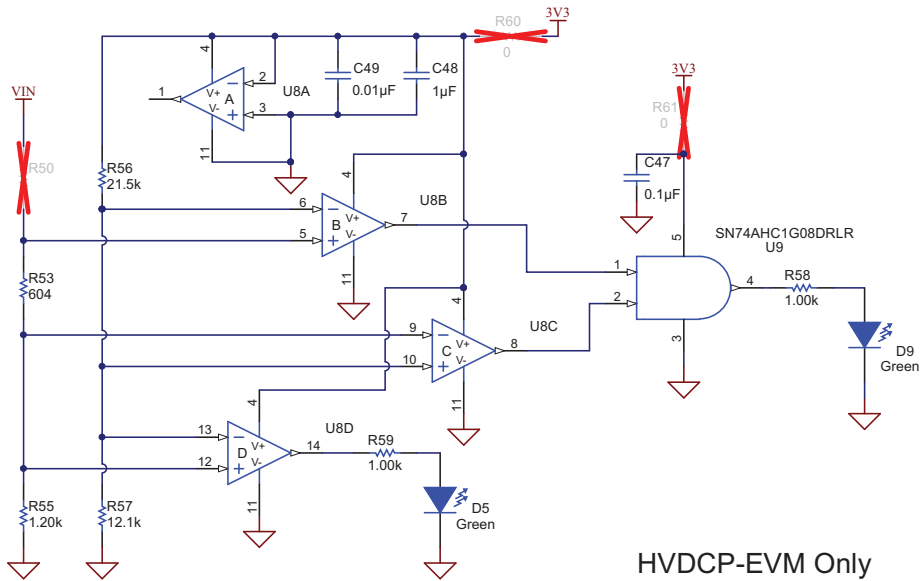 R60
0
3V3
VIN
R50
R56
21.5k
4
V+
A
V-
2
3
1
11
U8A
C49
0.01µF
C48
1µF
3V3
R61
0
C47
0.1µF
4
6
5
V+
B
V-
7
11
U8B
R53
604
5
SN74AHC1G08DRLR
U9
1
2
4
3
R58
1.00k
D9
Green
4
9
10
V+
C
V-
8
11
U8C
4
13
12
V+
D
V-
14
11
U8D
R59
1.00k
D5
Green
R55
1.20k
R57
12.1k
HVDCP-EVM Only